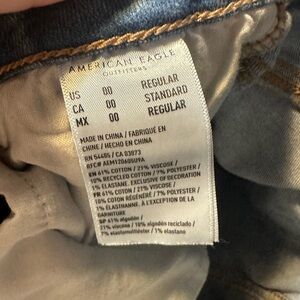 AMERICAN EAGLE
OUTFITTERS
US 00 REGULAR
CA 00 STANDARD
MX 00 REGULAR
MADE IN CHINA / FABRIQUÉ EN
CHINE / HECHO EN CHINA
RN 54485 / CA 03073
EN 61% COTTON / 21% VISCOSE /
10% RECYCLED COTTON / 7% POLYESTER /
1% ELASTANE. EXCLUSIVE OF DECORATION
FR 61% COTON / 21% VISCOSE /
10% COTON RÉGÉNÉRÉ / 7% POLYESTER /
1% ÉLASTHANNE. À L'EXCEPTION DE LA
GARNITURE
SP 61% algodón /
21% viscosa / 10% algodón reciclado /
7% elastomultiéster / 1% elastano